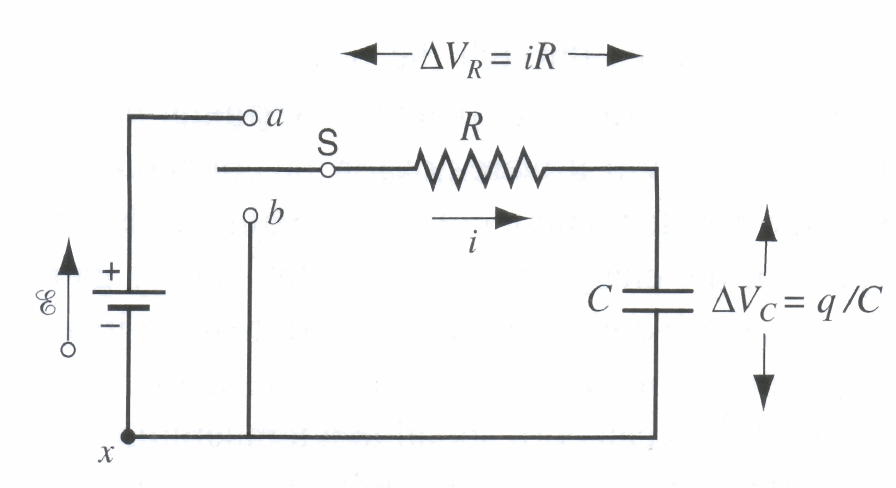 ΔV_R = iR
a
S
R
b
i
+
ℰ
−
C
ΔV_C = q/C
x